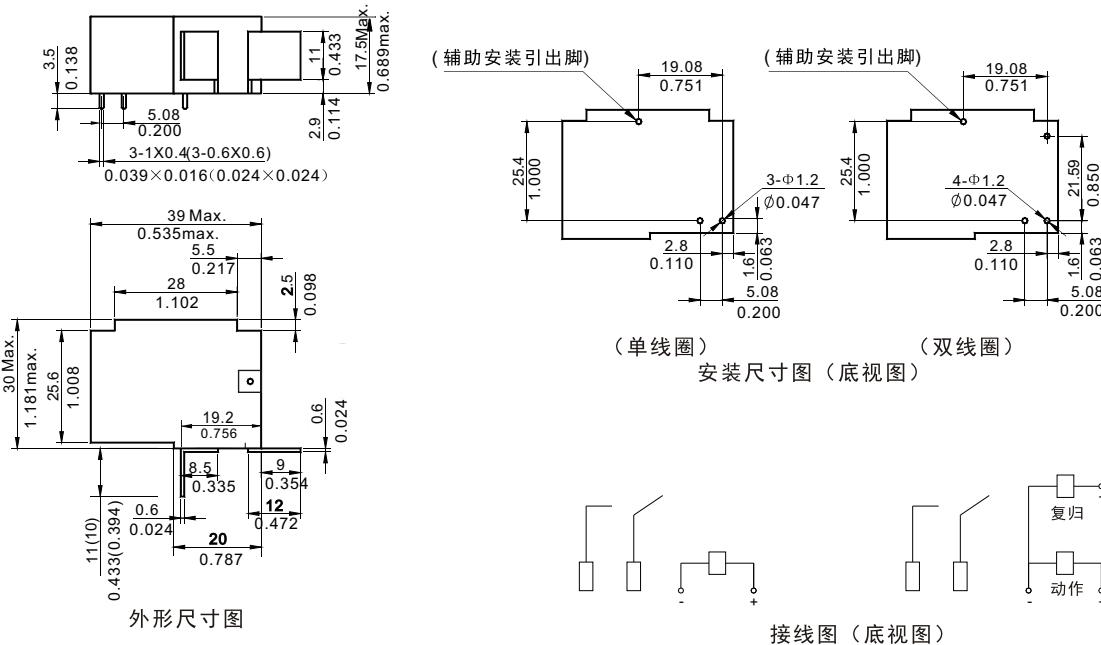 17.5Max.
0.689max.
11
0.433
3.5
0.138
5.08
0.200
2.9
0.114
3-1X0.4(3-0.6X0.6)
0.039×0.016(0.024×0.024)
39 Max.
0.535max.
5.5
0.217
28
1.102
2.5
0.098
30 Max.
1.181max.
25.6
1.008
19.2
0.756
0.6
0.024
8.5
0.335
9
0.354
11(10)
0.433(0.394)
0.6
0.024
12
0.472
20
0.787
外形尺寸图
(辅助安装引出脚)
19.08
0.751
25.4
1.000
3-Φ1.2
Ø0.047
2.8
0.110
1.6
0.063
5.08
0.200
(单线圈)
(辅助安装引出脚)
19.08
0.751
25.4
1.000
4-Φ1.2
Ø0.047
21.59
0.850
2.8
0.110
1.6
0.063
5.08
0.200
(双线圈)
安装尺寸图(底视图)
- +
复归
动作
-
接线图(底视图)